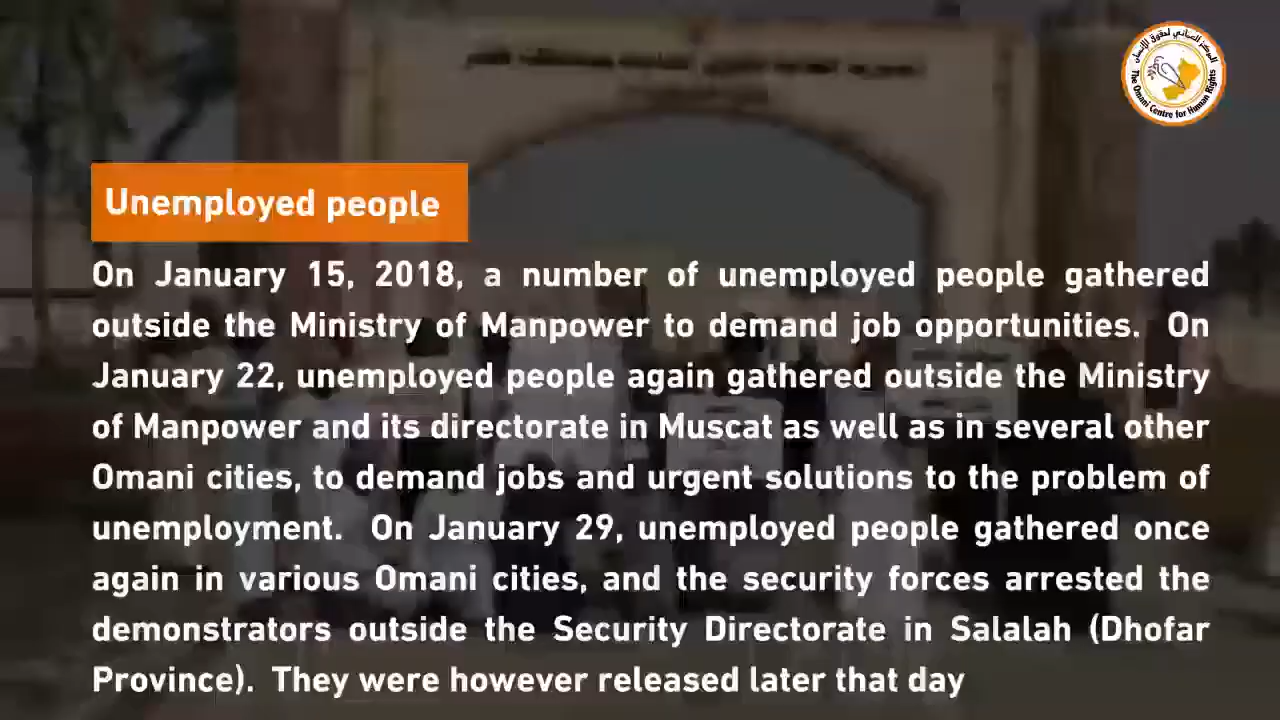 المركز العماني لحقوق الإنسان
The Omani Centre for Human Rights
Unemployed people
On January 15, 2018, a number of unemployed people gathered
outside the Ministry of Manpower to demand job opportunities. On
January 22, unemployed people again gathered outside the Ministry
of Manpower and its directorate in Muscat as well as in several other
Omani cities, to demand jobs and urgent solutions to the problem of
unemployment. On January 29, unemployed people gathered once
again in various Omani cities, and the security forces arrested the
demonstrators outside the Security Directorate in Salalah (Dhofar
Province). They were however released later that day